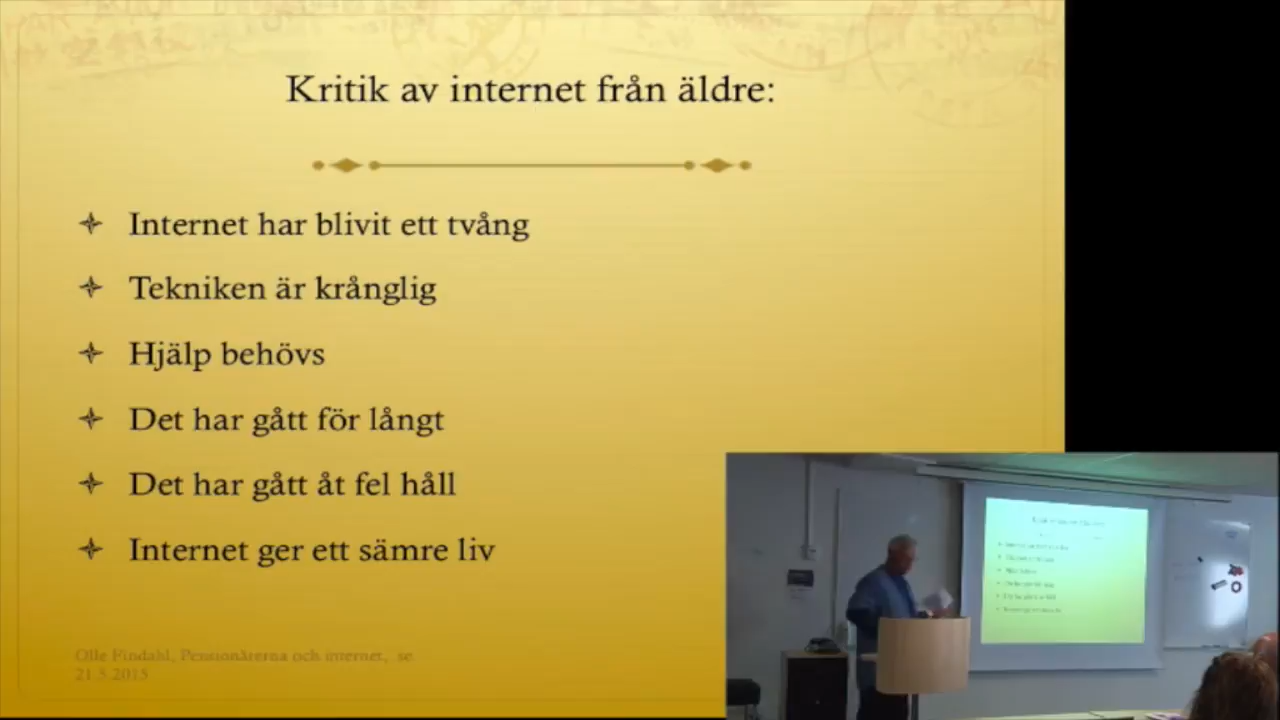 Kritik av internet från äldre:
Internet har blivit ett tvång
Tekniken är krånglig
Hjälp behövs
Det har gått för långt
Det har gått åt fel håll
Internet ger ett sämre liv
Olle Findahl, Pensionärerna och internet, .se
21.5.2015